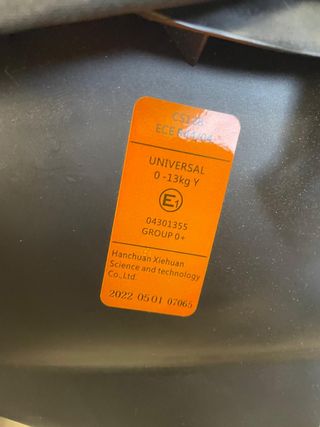 ECE
UNIVERSAL
0 -13kg Y
E1
04301355
GROUP 0+
Hanchuan Xiehuan
Science and technology
Co.,Ltd.
2022 05 01 07065